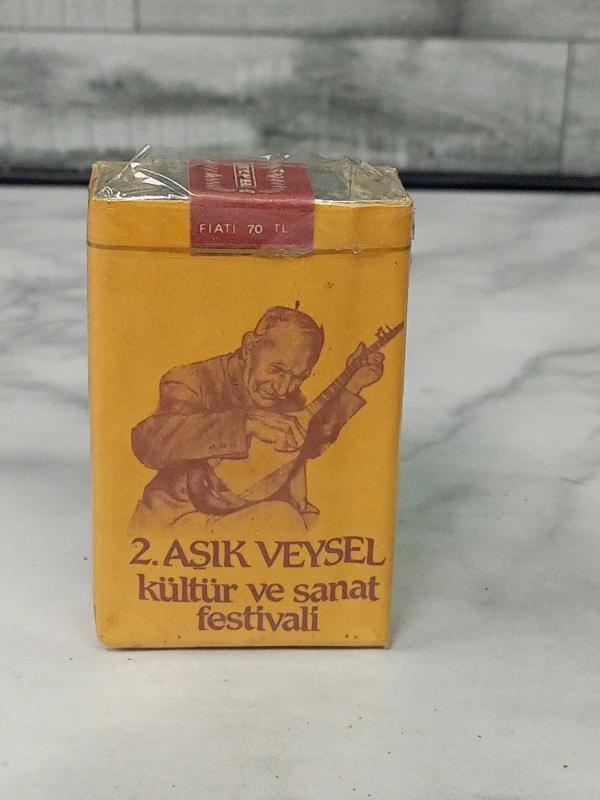 FIATI 70 TL
2. AŞIK VEYSEL
kültür ve sanat
festivali